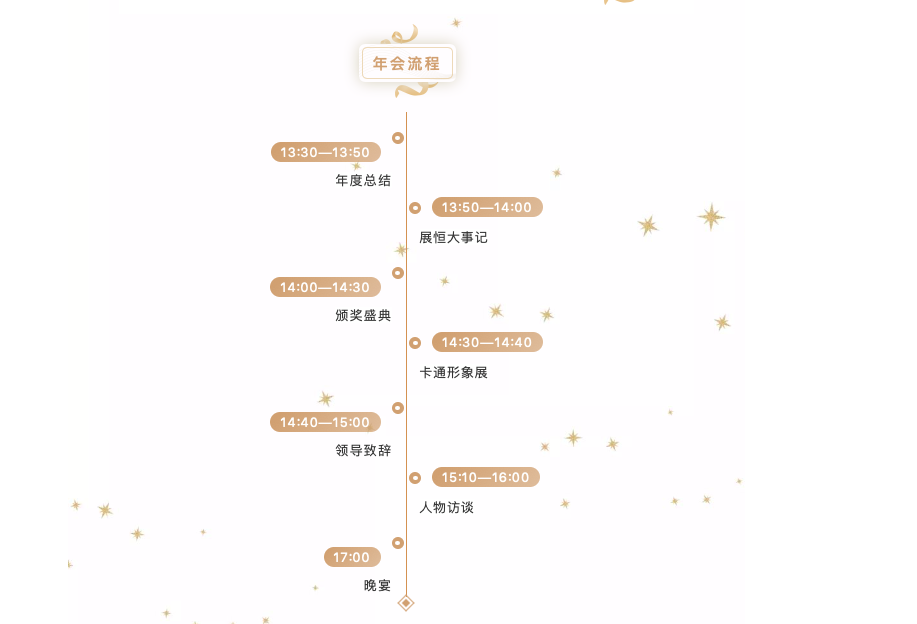 年会流程
13:30—13:50
年度总结
13:50—14:00
展恒大事记
14:00—14:30
颁奖盛典
14:30—14:40
卡通形象展
14:40—15:00
领导致辞
15:10—16:00
人物访谈
17:00
晚宴